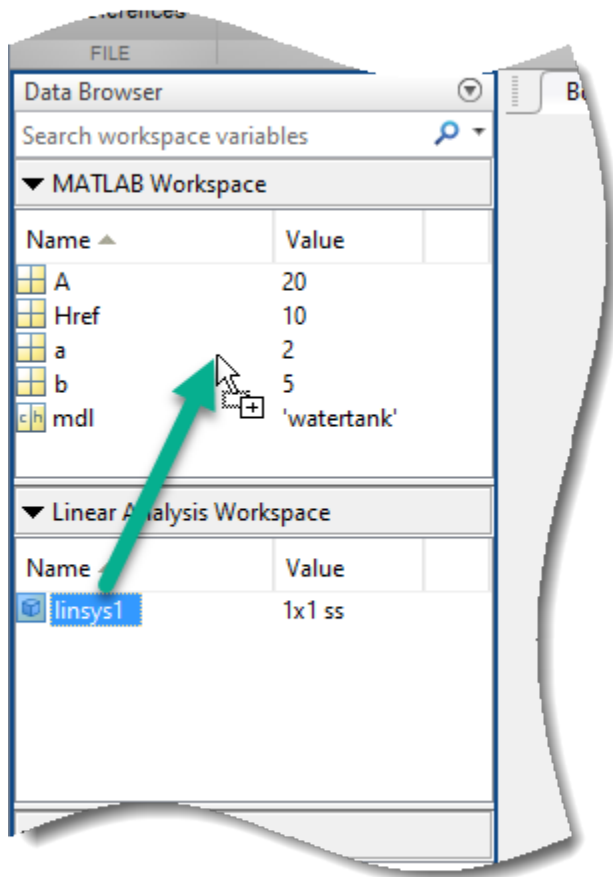 FILE
Data Browser
Search workspace variables
MATLAB Workspace
Name Value
A 20
Href 10
a 2
b 5
ch mdl 'watertank'
Linear Analysis Workspace
Name Value
linsys1 1x1 ss